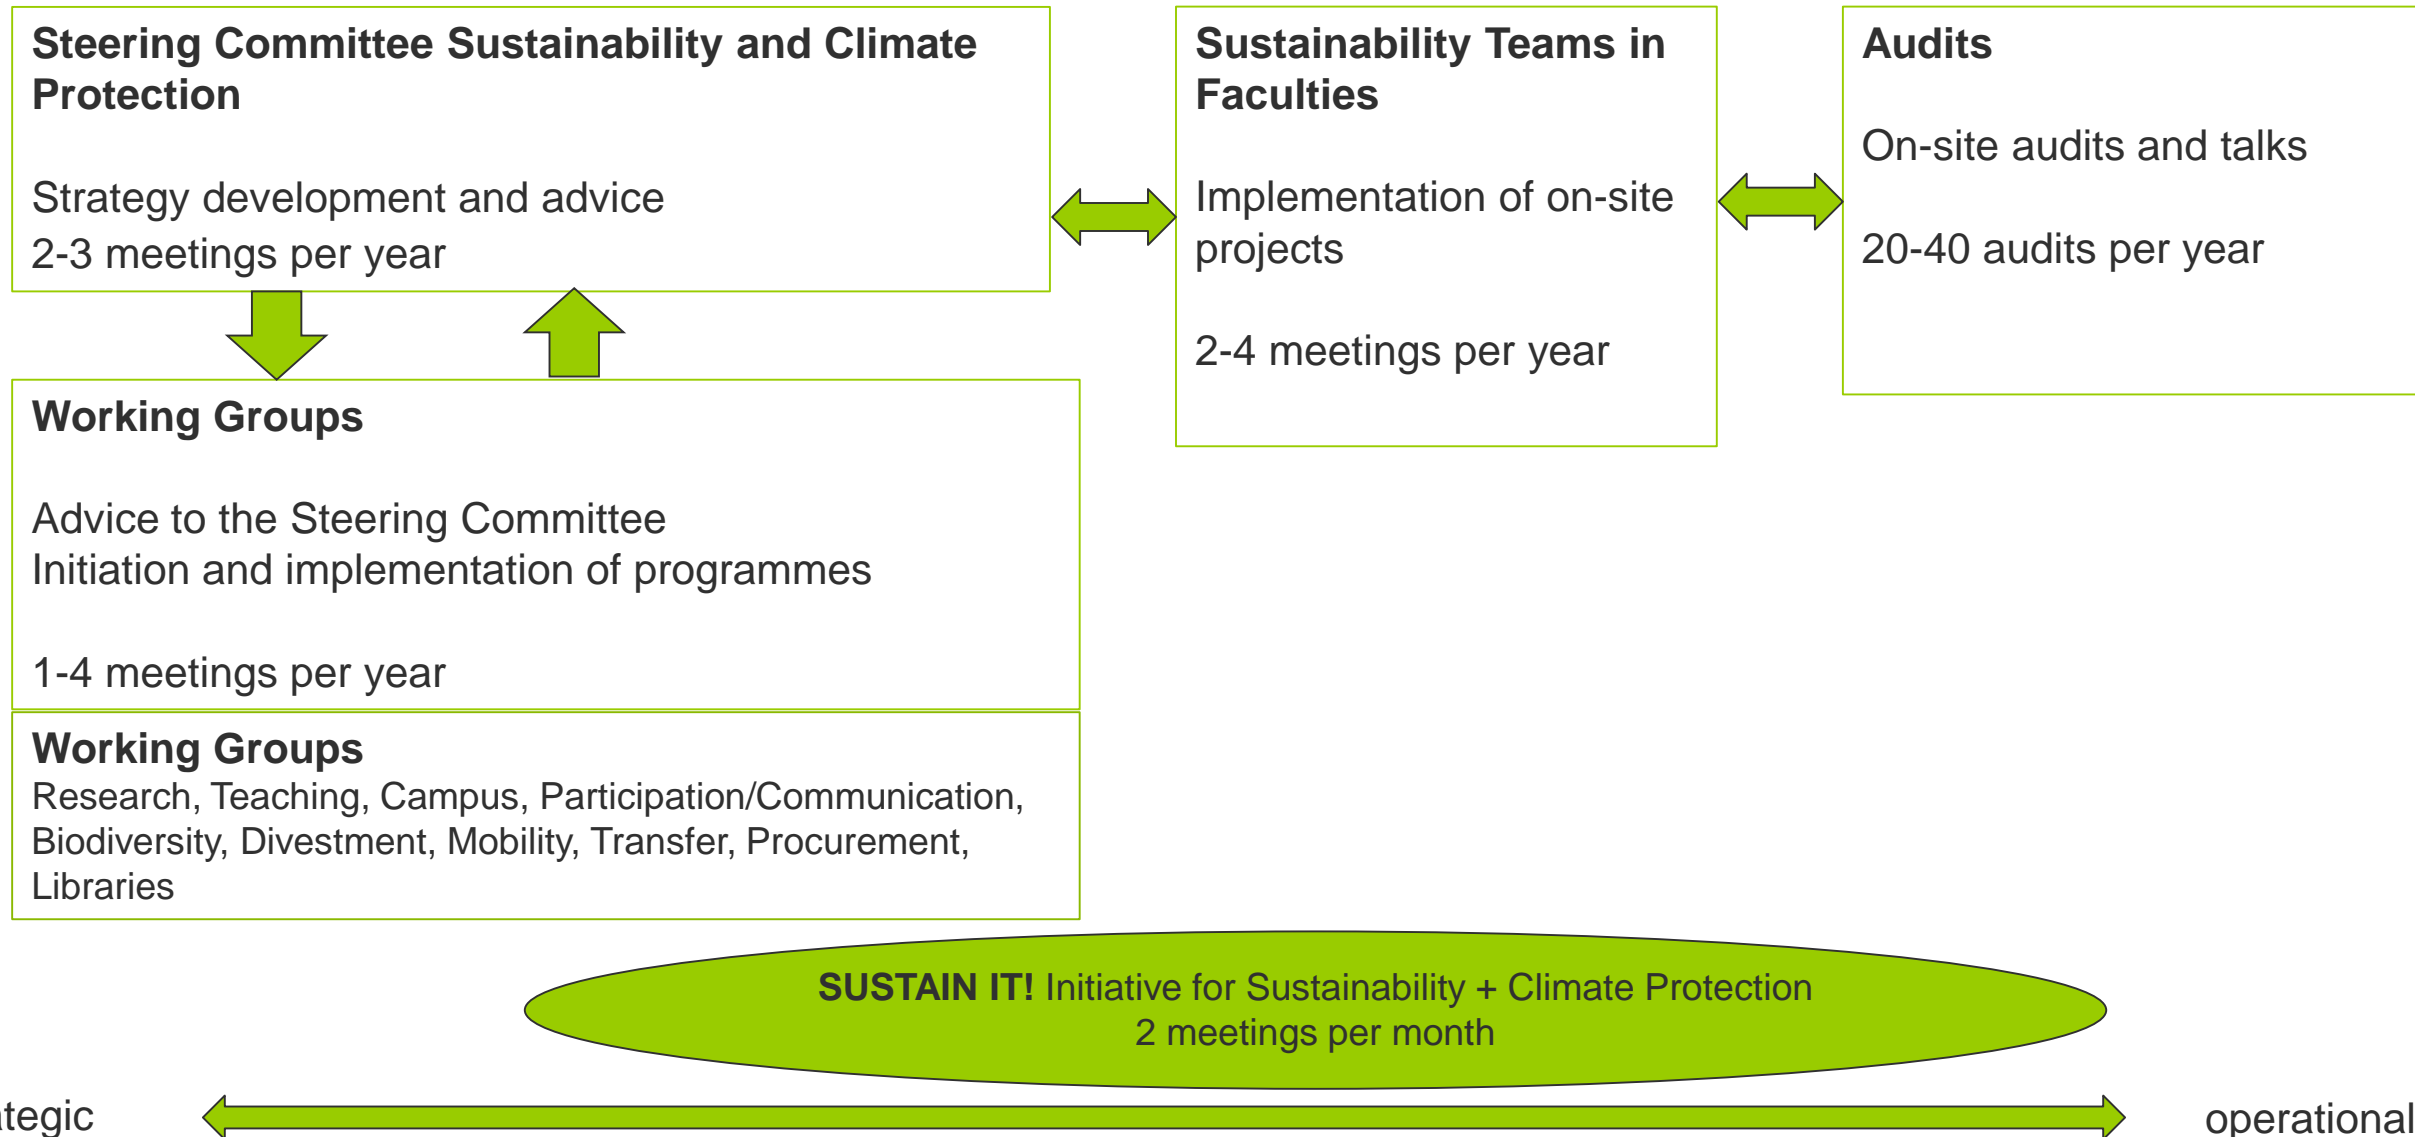 Steering Committee Sustainability and Climate
Protection
Strategy development and advice
2-3 meetings per year
Sustainability Teams in
Faculties
Implementation of on-site
projects
2-4 meetings per year
Audits
On-site audits and talks
20-40 audits per year
Working Groups
Advice to the Steering Committee
Initiation and implementation of programmes
1-4 meetings per year
Working Groups
Research, Teaching, Campus, Participation/Communication,
Biodiversity, Divestment, Mobility, Transfer, Procurement,
Libraries
SUSTAIN IT! Initiative for Sustainability + Climate Protection
2 meetings per month
ategic
operational